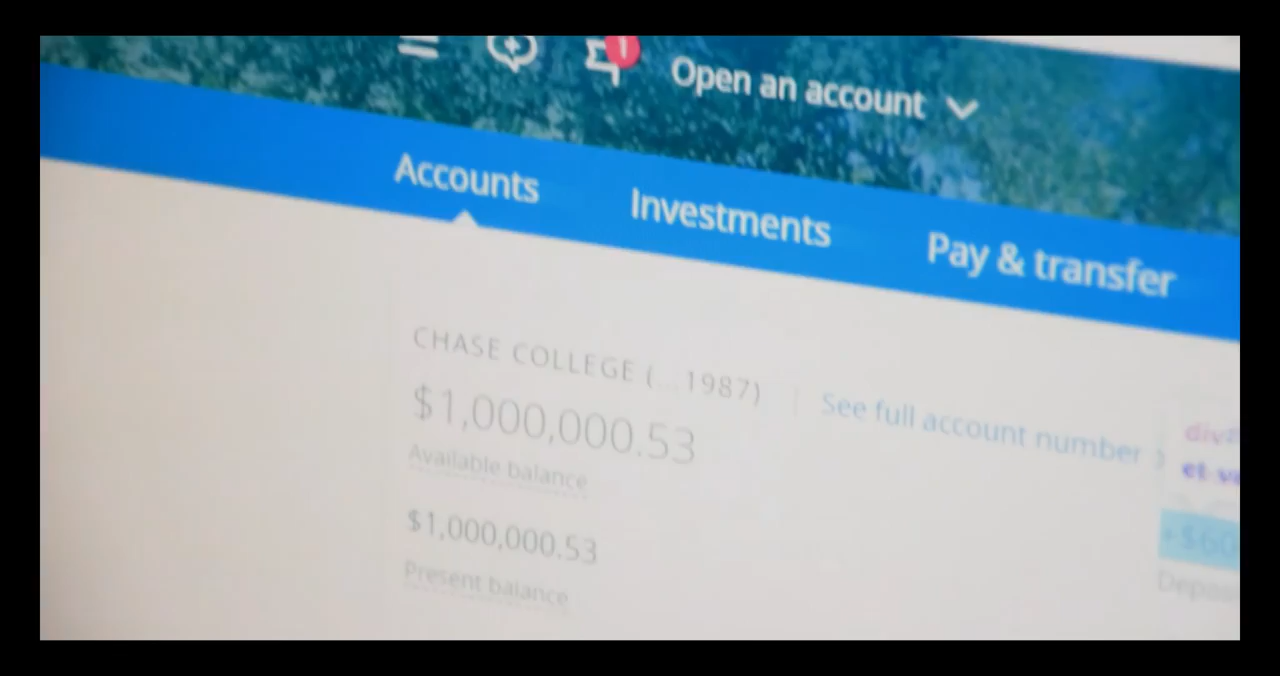 1
Open an account
Accounts Investments Pay & transfer
CHASE COLLEGE (...1987) See full account number
$1,000,000.53
Available balance
$1,000,000.53
Present balance